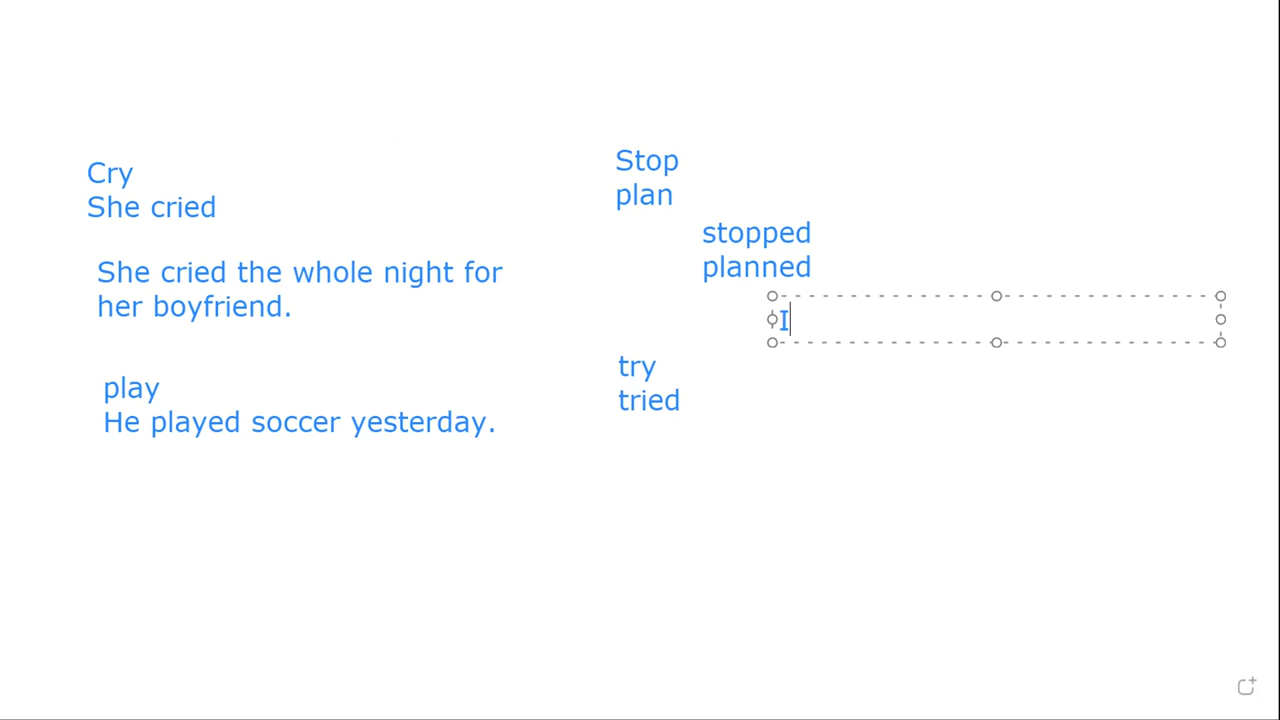 Cry
She cried
She cried the whole night for
her boyfriend.
play
He played soccer yesterday.
Stop
plan
stopped
planned
I
try
tried